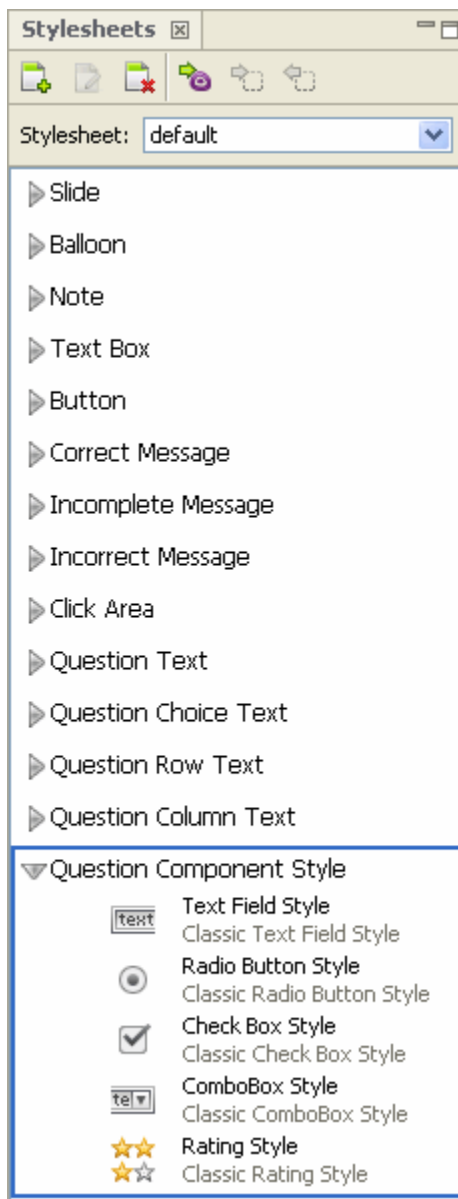 Stylesheets
Stylesheet: default
Slide
Balloon
Note
Text Box
Button
Correct Message
Incomplete Message
Incorrect Message
Click Area
Question Text
Question Choice Text
Question Row Text
Question Column Text
Question Component Style
text
Text Field Style
Classic Text Field Style
Radio Button Style
Classic Radio Button Style
Check Box Style
Classic Check Box Style
te
ComboBox Style
Classic ComboBox Style
Rating Style
Classic Rating Style